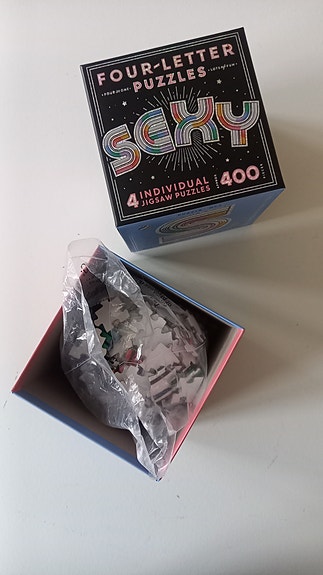 FOUR-LETTER
PUZZLES
SEXY
4 INDIVIDUAL
JIGSAW PUZZLES
400